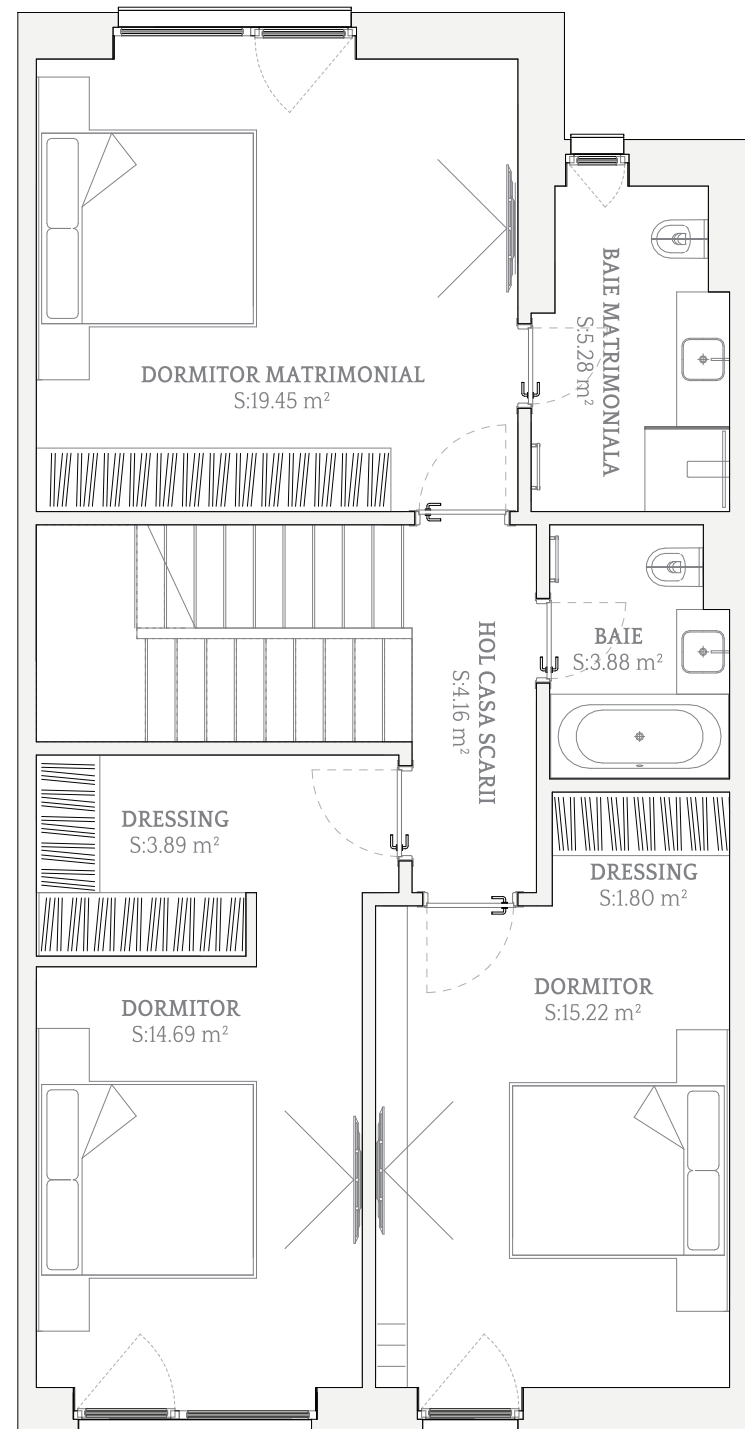 BAIE MATRIMONIALA
S:5.28 m²
DORMITOR MATRIMONIAL
S:19.45 m²
HOL CASA SCARII
S:4.16 m²
BAIE
S:3.88 m²
DRESSING
S:3.89 m²
DRESSING
S:1.80 m²
DORMITOR
S:14.69 m²
DORMITOR
S:15.22 m²